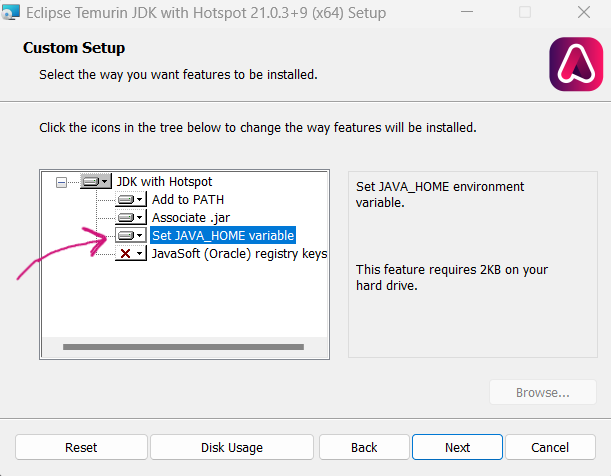 Eclipse Temurin JDK with Hotspot 21.0.3+9 (x64) Setup
Custom Setup
Select the way you want features to be installed.
Click the icons in the tree below to change the way features will be installed.
JDK with Hotspot
Add to PATH
Associate .jar
Set JAVA_HOME variable
JavaSoft (Oracle) registry keys
Set JAVA_HOME environment
variable.
This feature requires 2KB on your
hard drive.
Browse...
Reset
Disk Usage
Back
Next
Cancel